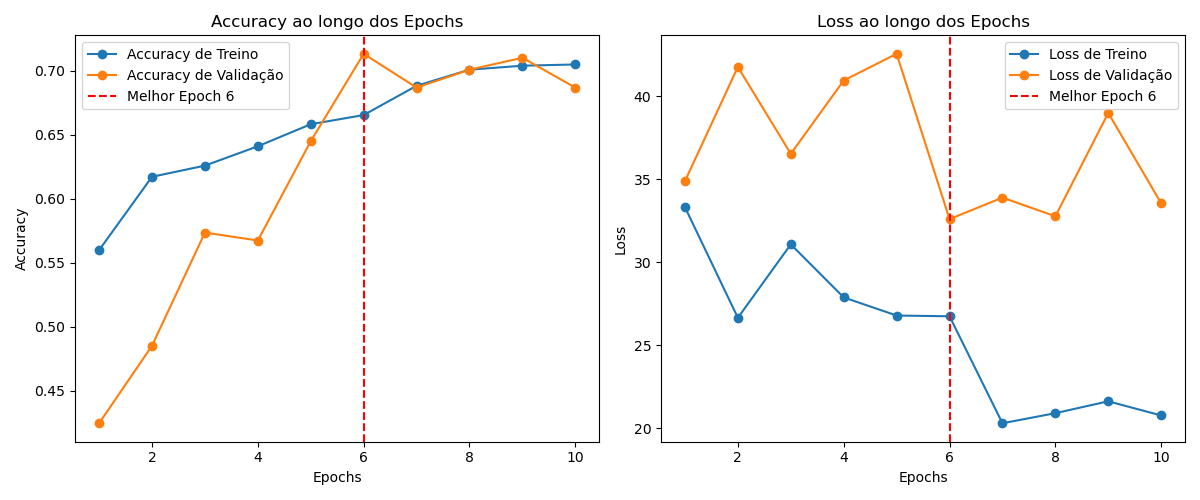 Accuracy ao longo dos Epochs
Accuracy de Treino
Accuracy de Validação
Melhor Epoch 6
0.70
0.65
0.60
0.55
0.50
0.45
Accuracy
2 4 6 8 10
Epochs
Loss ao longo dos Epochs
Loss de Treino
Loss de Validação
Melhor Epoch 6
40
35
30
25
20
Loss
2 4 6 8 10
Epochs